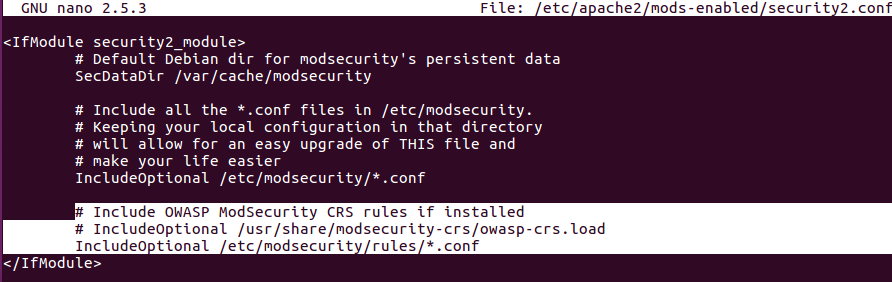 GNU nano 2.5.3 File: /etc/apache2/mods-enabled/security2.conf
<IfModule security2_module>
# Default Debian dir for modsecurity's persistent data
SecDataDir /var/cache/modsecurity
# Include all the *.conf files in /etc/modsecurity.
# Keeping your local configuration in that directory
# will allow for an easy upgrade of THIS file and
# make your life easier
IncludeOptional /etc/modsecurity/*.conf
# Include OWASP ModSecurity CRS rules if installed
# IncludeOptional /usr/share/modsecurity-crs/owasp-crs.load
IncludeOptional /etc/modsecurity/rules/*.conf
</IfModule>